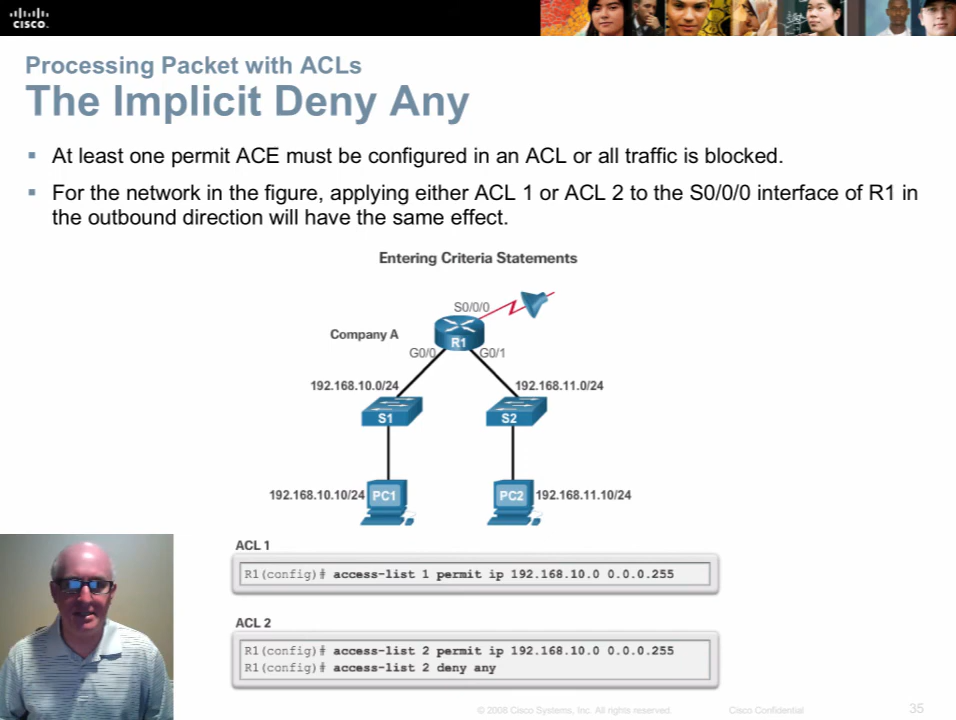 CISCO.
Processing Packet with ACLs
The Implicit Deny Any
At least one permit ACE must be configured in an ACL or all traffic is blocked.
For the network in the figure, applying either ACL 1 or ACL 2 to the S0/0/0 interface of R1 in
the outbound direction will have the same effect.
Entering Criteria Statements
S0/0/0
Company A
R1
G0/0
G0/1
192.168.10.0/24
192.168.11.0/24
S1
S2
192.168.10.10/24
PC1
PC2
192.168.11.10/24
ACL 1
R1(config)# access-list 1 permit ip 192.168.10.0 0.0.0.255
ACL 2
R1(config)# access-list 2 permit ip 192.168.10.0 0.0.0.255
R1(config)# access-list 2 deny any
© 2008 Cisco Systems, Inc. All rights reserved.
Cisco Confidential
35